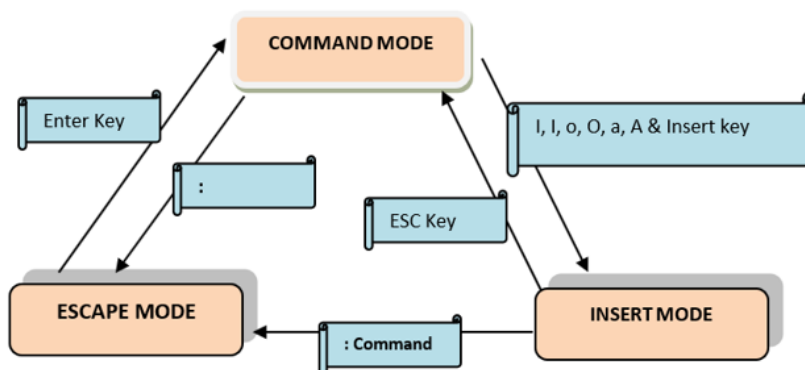 COMMAND MODE
Enter Key
I, I, o, O, a, A & Insert key
:
ESC Key
ESCAPE MODE
INSERT MODE
: Command